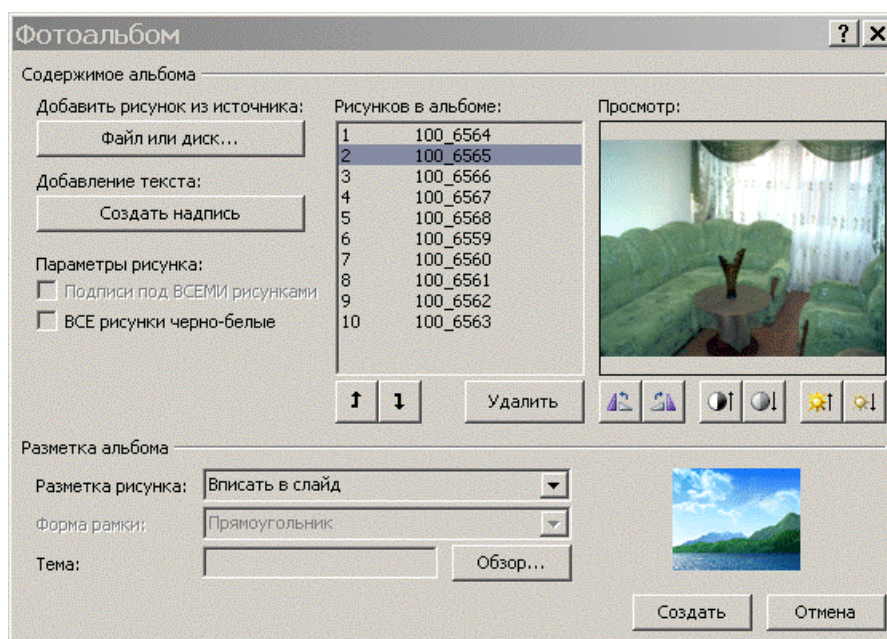 Фотоальбом
Содержимое альбома
Добавить рисунок из источника:
Файл или диск...
Добавление текста:
Создать надпись
Параметры рисунка:
Подписи под ВСЕМИ рисунками
ВСЕ рисунки черно-белые
Рисунков в альбоме:
1 100_6564
2 100_6565
3 100_6566
4 100_6567
5 100_6568
6 100_6559
7 100_6560
8 100_6561
9 100_6562
10 100_6563
Удалить
Просмотр:
Разметка альбома
Разметка рисунка: Вписать в слайд
Форма рамки: Прямоугольник
Тема: Обзор...
Создать Отмена